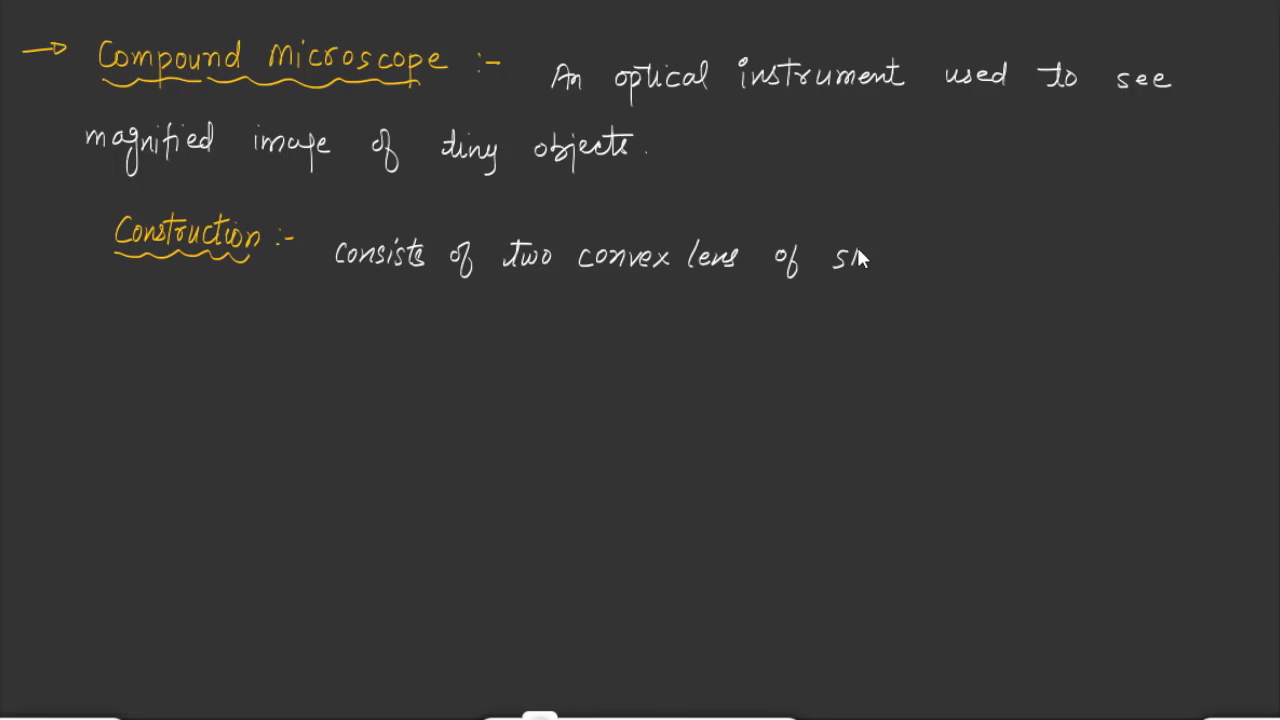 → Compound Microscope :- An optical instrument used to see
magnified image of tiny objects.
Construction :- consists of two convex lens of